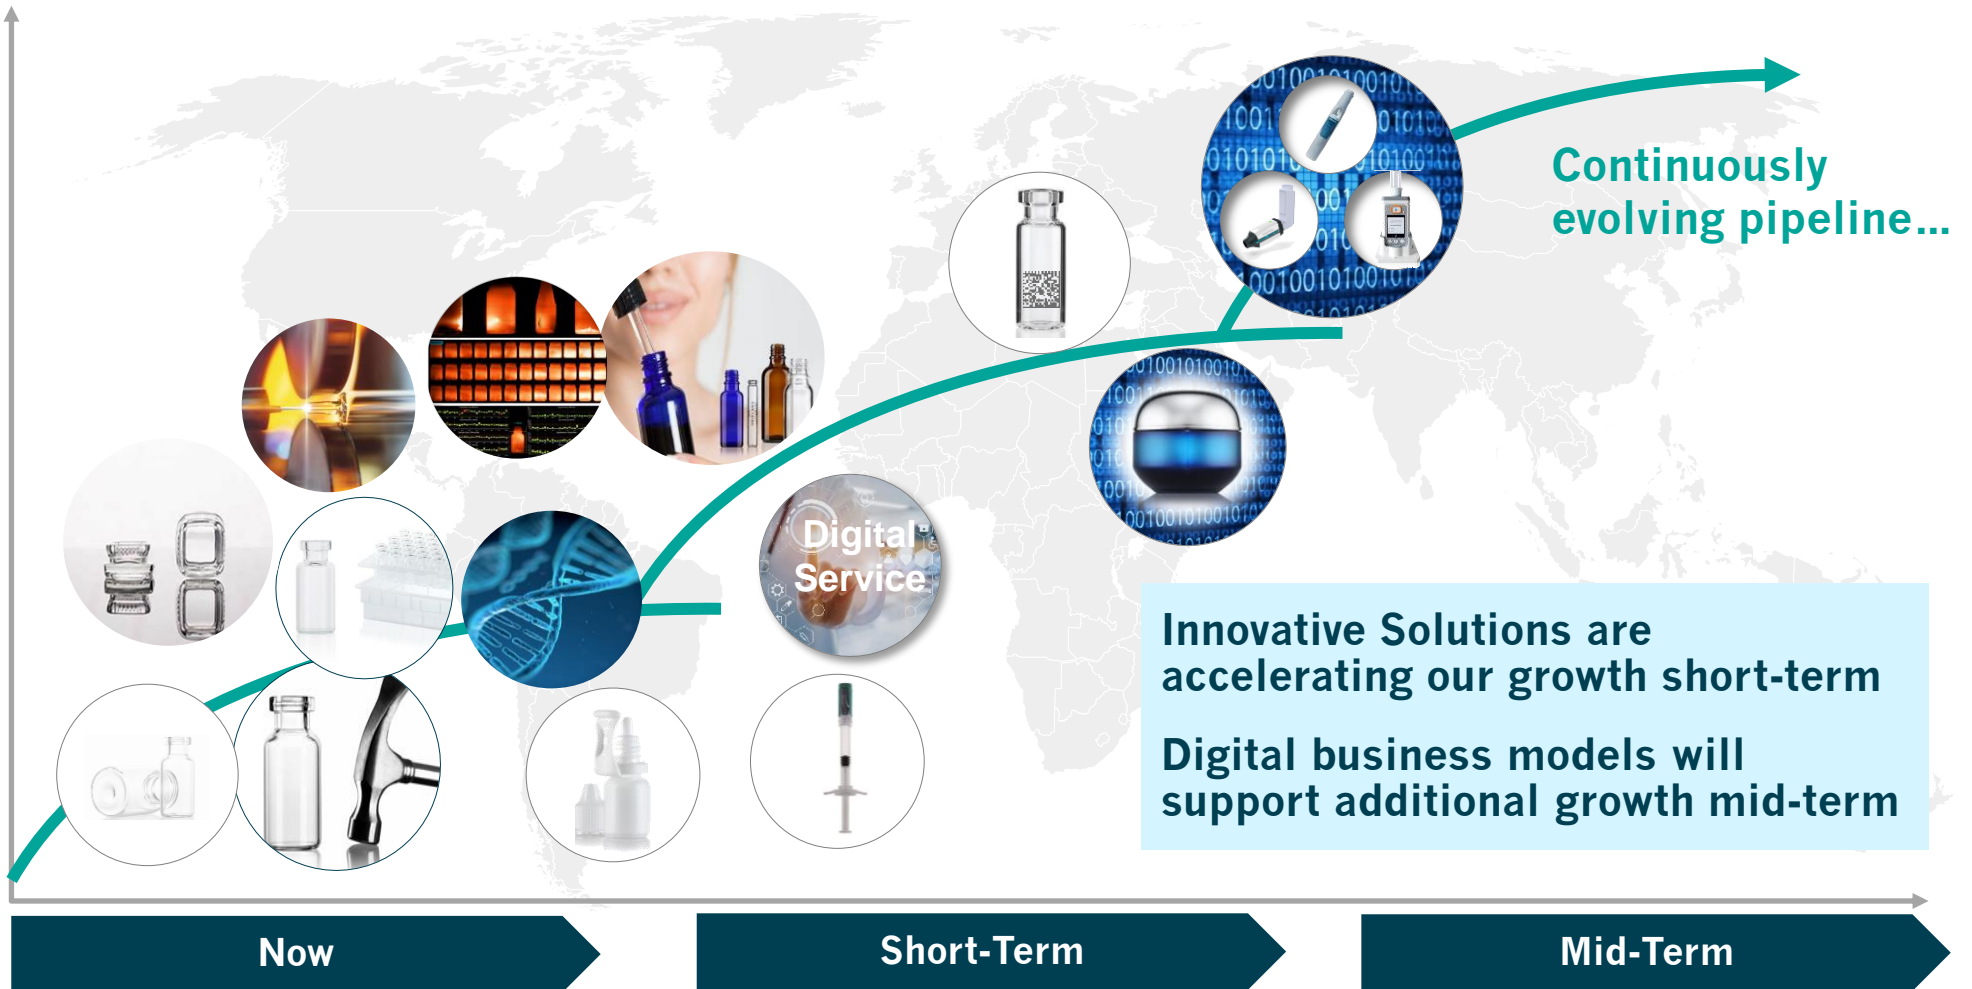 Continuously
evolving pipeline...
Digital
Service
Innovative Solutions are
accelerating our growth short-term
Digital business models will
support additional growth mid-term
Now
Short-Term
Mid-Term